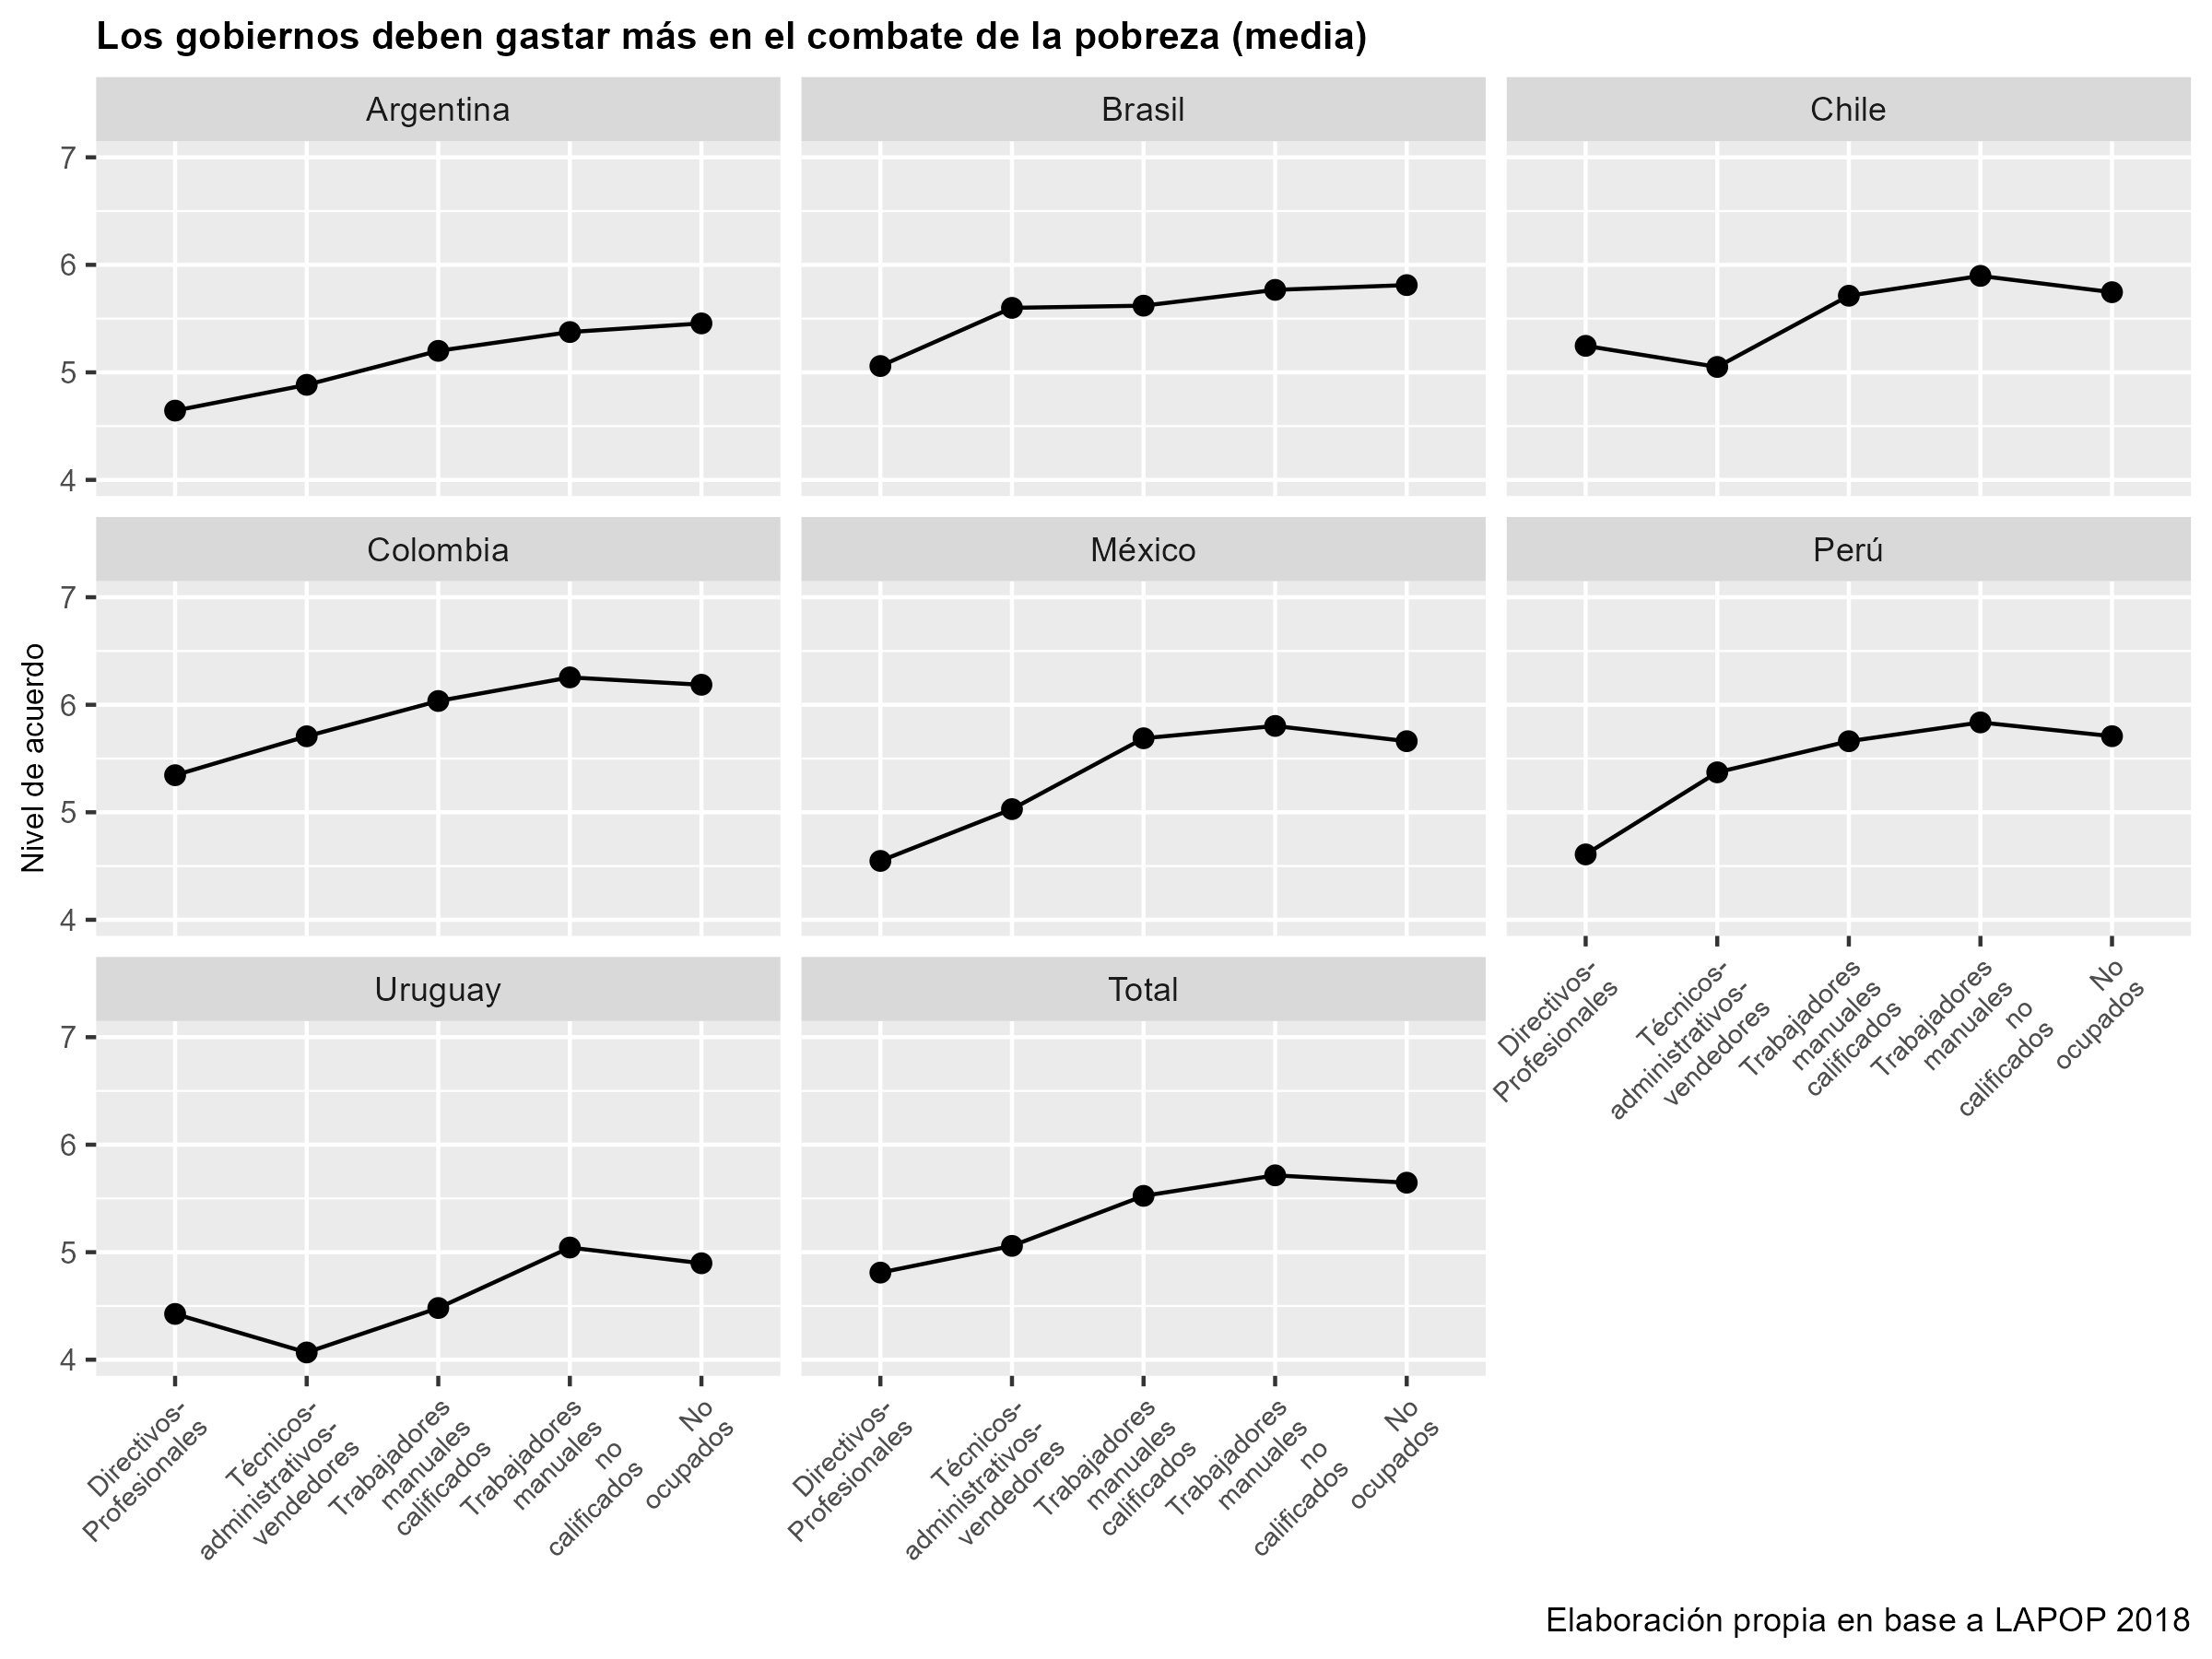 Los gobiernos deben gastar más en el combate de la pobreza (media)
Argentina
Brasil
Chile
7
6
5
4
Colombia
México
Perú
7
6
5
4
Nivel de acuerdo
Directivos-
Profesionales
Técnicos-
administrativos-
vendedores
Trabajadores
manuales
calificados
Trabajadores
manuales
no
calificados
No
ocupados
Uruguay
Total
7
6
5
4
Directivos-
Profesionales
Técnicos-
administrativos-
vendedores
Trabajadores
manuales
calificados
Trabajadores
manuales
no
calificados
No
ocupados
Directivos-
Profesionales
Técnicos-
administrativos-
vendedores
Trabajadores
manuales
calificados
Trabajadores
manuales
no
calificados
No
ocupados
Elaboración propia en base a LAPOP 2018